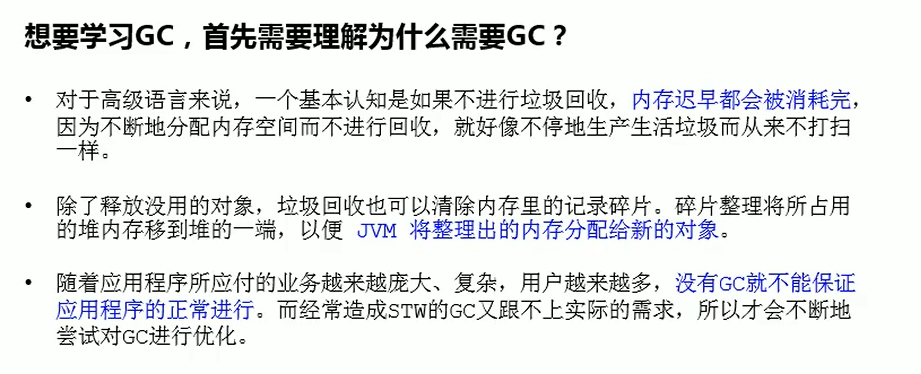 想要学习GC，首先需要理解为什么需要GC？
• 对于高级语言来说，一个基本认知是如果不进行垃圾回收，内存迟早都会被消耗完，
因为不断地分配内存空间而不进行回收，就好像不停地生产生活垃圾而从来不打扫
一样。
• 除了释放没用的对象，垃圾回收也可以清除内存里的记录碎片。碎片整理将所占用
的堆内存移到堆的一端，以便 JVM 将整理出的内存分配给新的对象。
• 随着应用程序所应付的业务越来越庞大、复杂，用户越来越多，没有GC就不能保证
应用程序的正常进行。而经常造成STW的GC又跟不上实际的需求，所以才会不断地
尝试对GC进行优化。